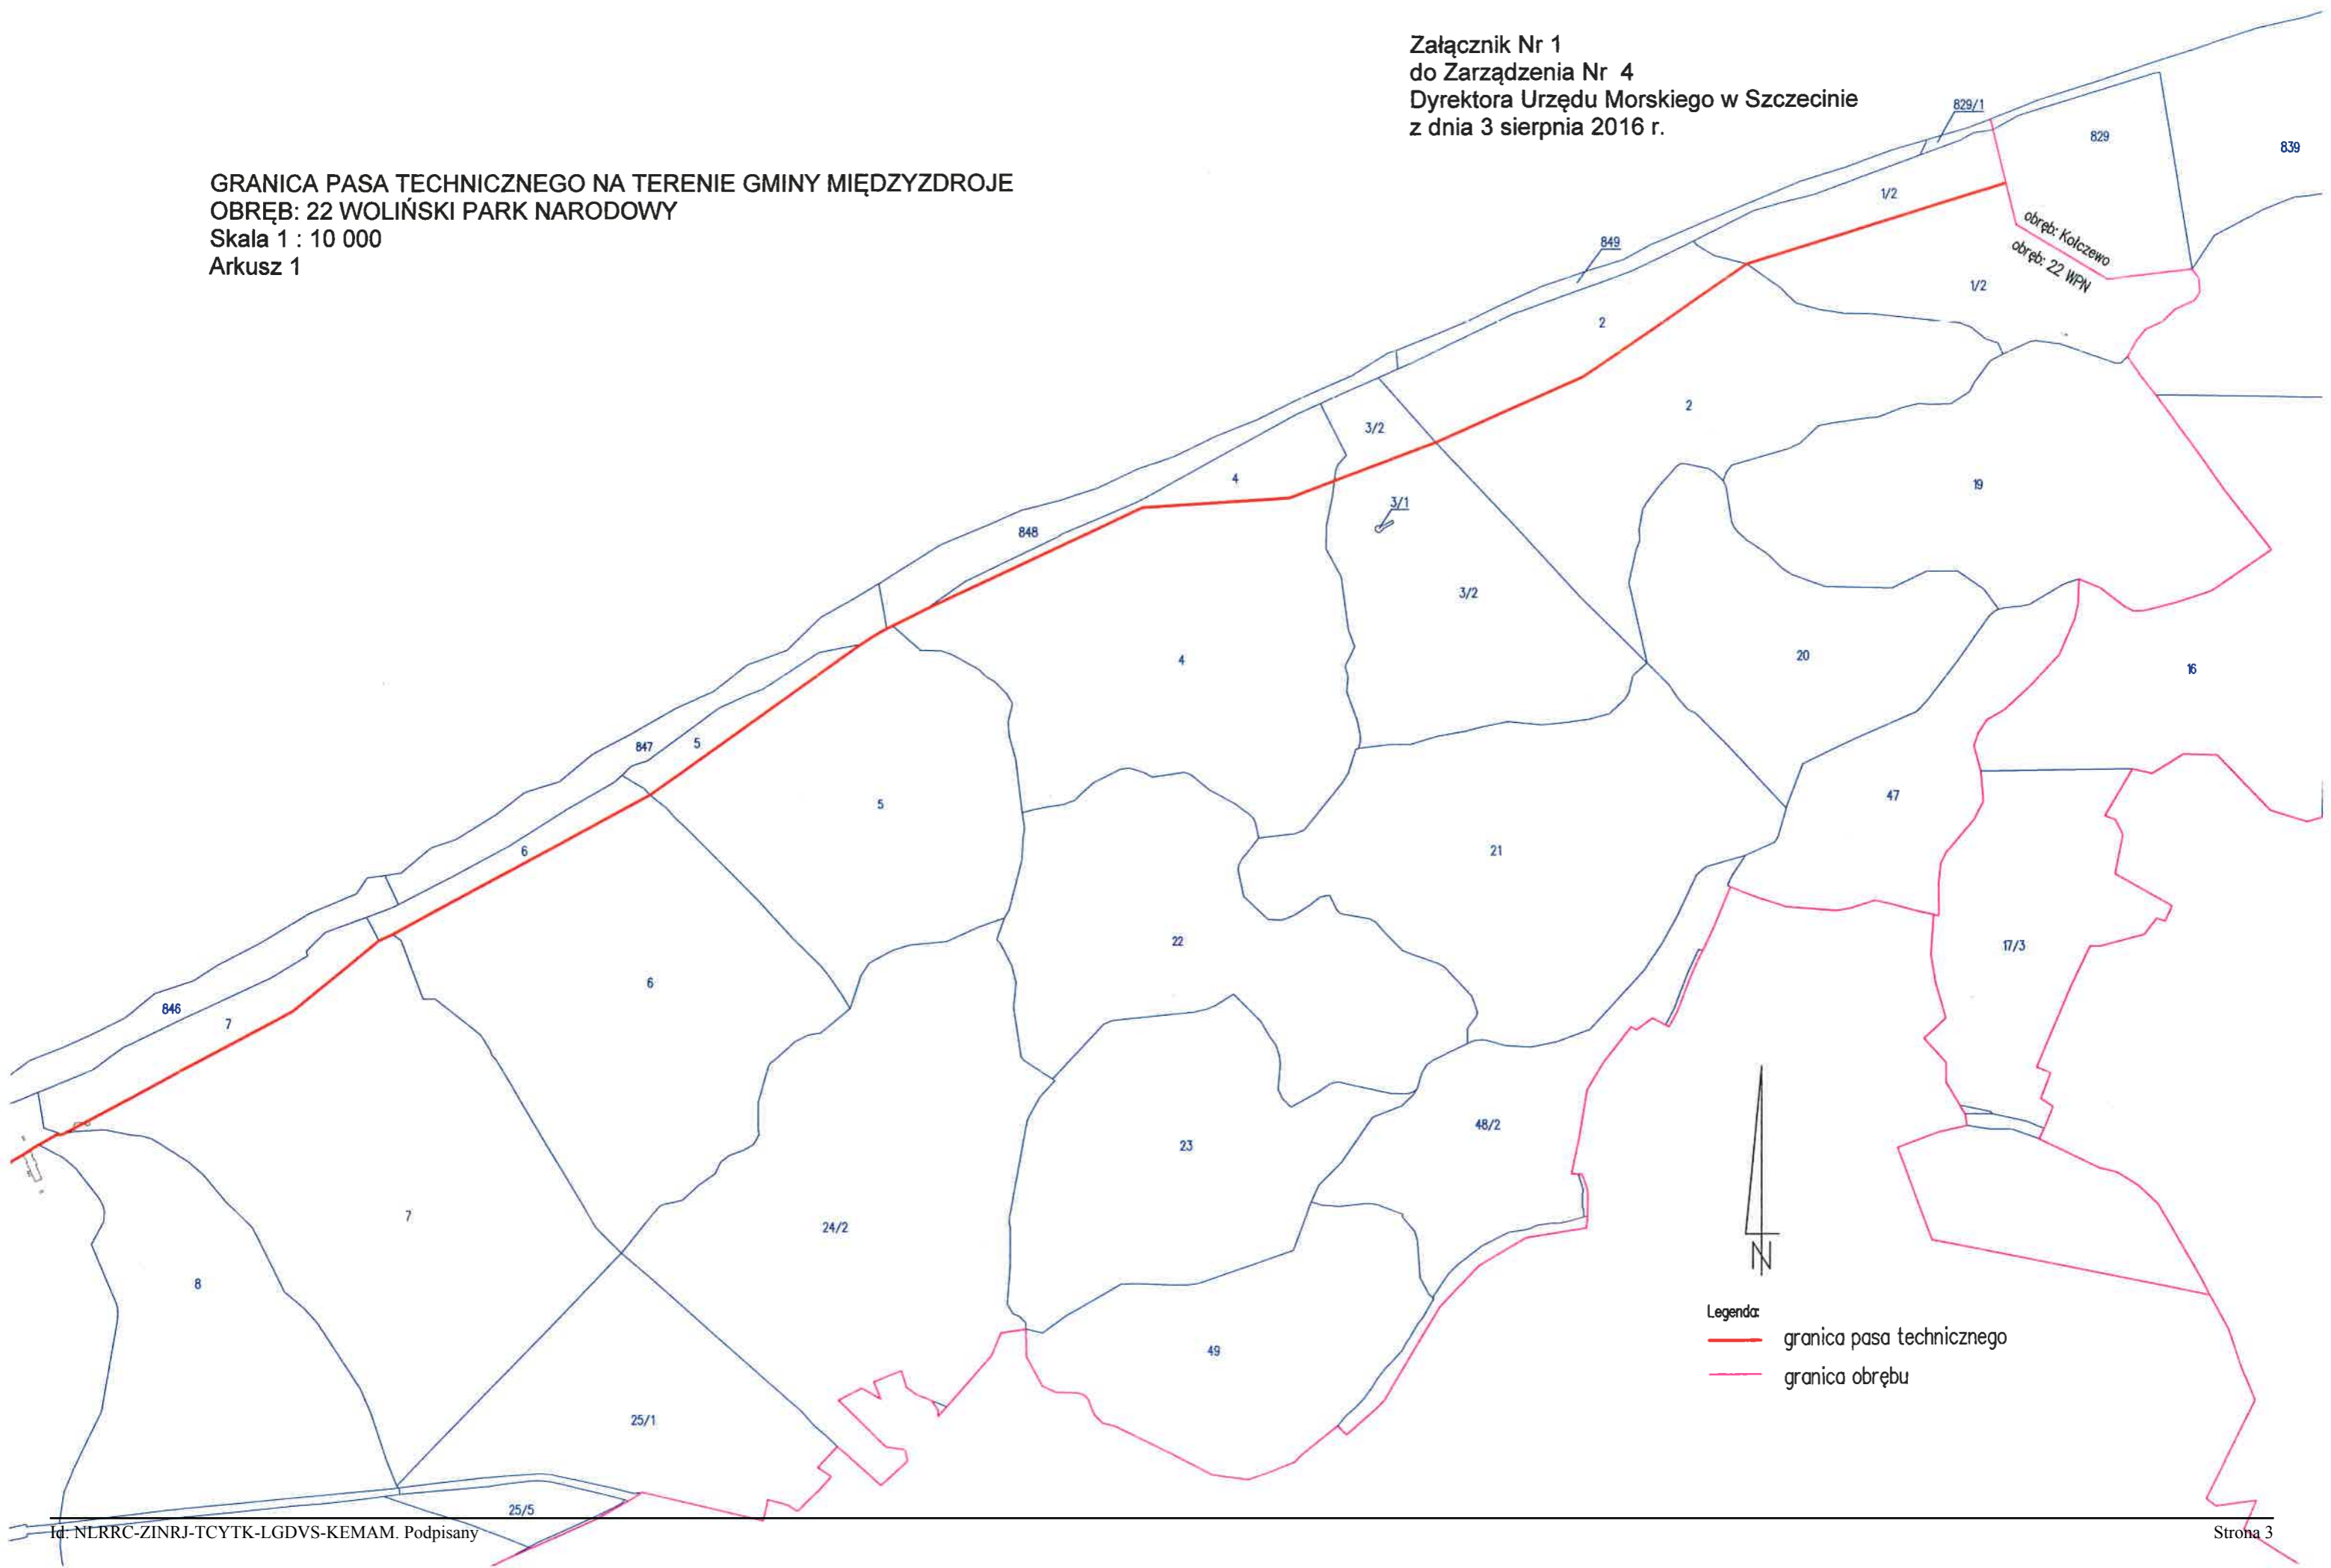 Załącznik Nr 1
do Zarządzenia Nr 4
Dyrektora Urzędu Morskiego w Szczecinie
z dnia 3 sierpnia 2016 r.
GRANICA PASA TECHNICZNEGO NA TERENIE GMINY MIĘDZYZDROJE
OBRĘB: 22 WOLIŃSKI PARK NARODOWY
Skala 1 : 10 000
Arkusz 1
829/1
829
839
1/2
obręb: Kołczewo
obręb: 22 WPN
849
1/2
2
2
3/2
4
19
3/1
848
3/2
20
4
16
847
5
5
47
6
21
22
17/3
6
846
7
48/2
23
7
24/2
8
49
25/1
25/5
N
Legenda:
granica pasa technicznego
granica obrębu
Id: NLRRC-ZINRJ-TCYTK-LGDVS-KEMAM. Podpisany
Strona 3